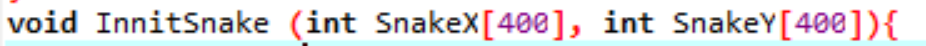 void InnitSnake (int SnakeX[400], int SnakeY[400]){